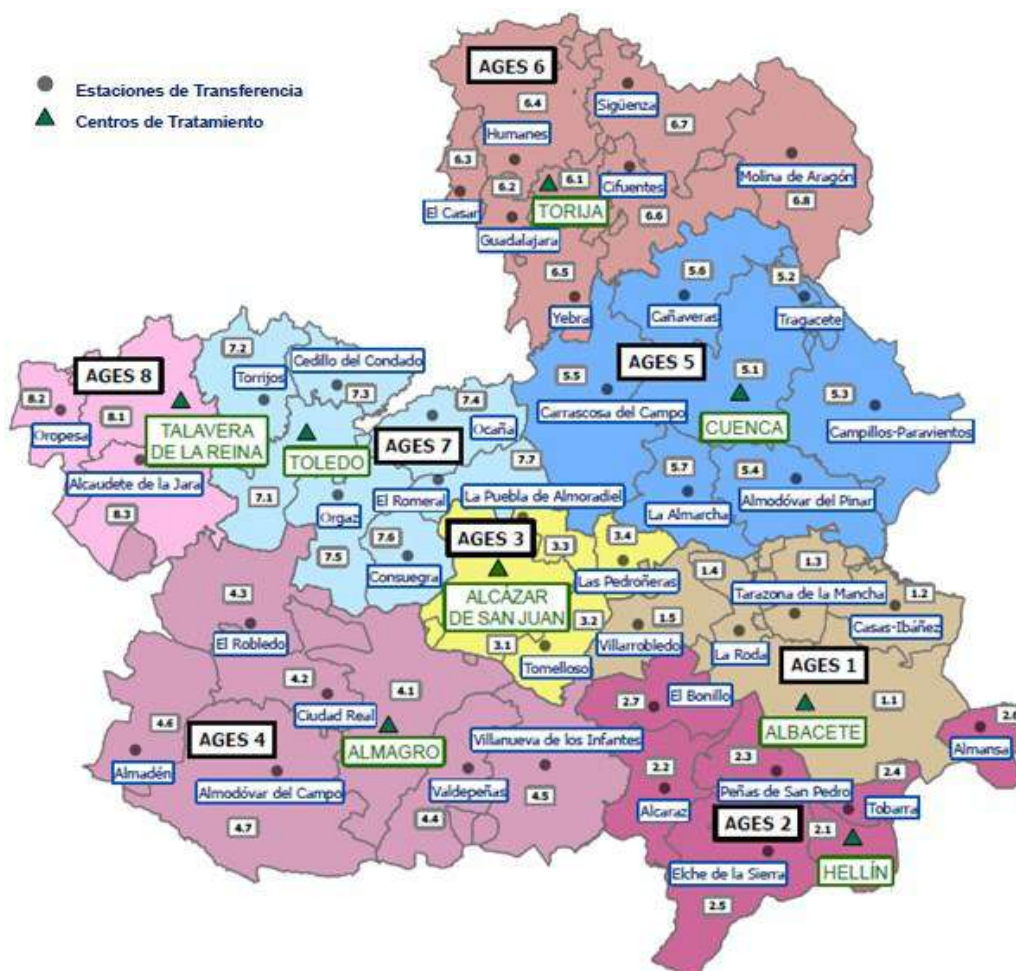 Estaciones de Transferencia
Centros de Tratamiento
AGES 6
6.4
Sigüenza
6.7
Humanes
6.3
6.1
Cifuentes
Molina de Aragón
6.2
El Casar
TORIJA
6.8
6.6
Guadalajara
6.5
Yebra
5.6
5.2
Cañaveras
Tragacete
AGES 5
5.5
5.1
5.3
Carrascosa del Campo
CUENCA
Campillos-Paravientos
5.7
5.4
Almodóvar del Pinar
La Almarcha
AGES 8
8.2
8.1
Oropesa
TALAVERA
DE LA REINA
Alcaudete de la Jara
8.3
7.2
Cedillo del Condado
Torrijos
7.3
7.4
Ocaña
AGES 7
TOLEDO
7.7
7.1
El Romeral
La Puebla de Almoradiel
Orgaz
7.6
7.5
Consuegra
AGES 3
3.3
3.4
ALCÁZAR
DE SAN JUAN
Las Pedroñeras
3.2
3.1
Tomelloso
1.4
1.3
Tarazona de la Mancha
1.2
1.5
Casas-Ibáñez
Villarrobledo
La Roda
AGES 1
1.1
ALBACETE
4.3
El Robledo
4.2
4.1
Ciudad Real
4.6
AGES 4
ALMAGRO
Villanueva de los Infantes
Almadén
Almodóvar del Campo
Valdepeñas
4.5
4.7
4.4
El Bonillo
2.7
2.6
Almansa
2.2
2.3
2.4
Peñas de San Pedro
Alcaraz
Tobarra
AGES 2
2.1
Elche de la Sierra
HELLÍN
2.5